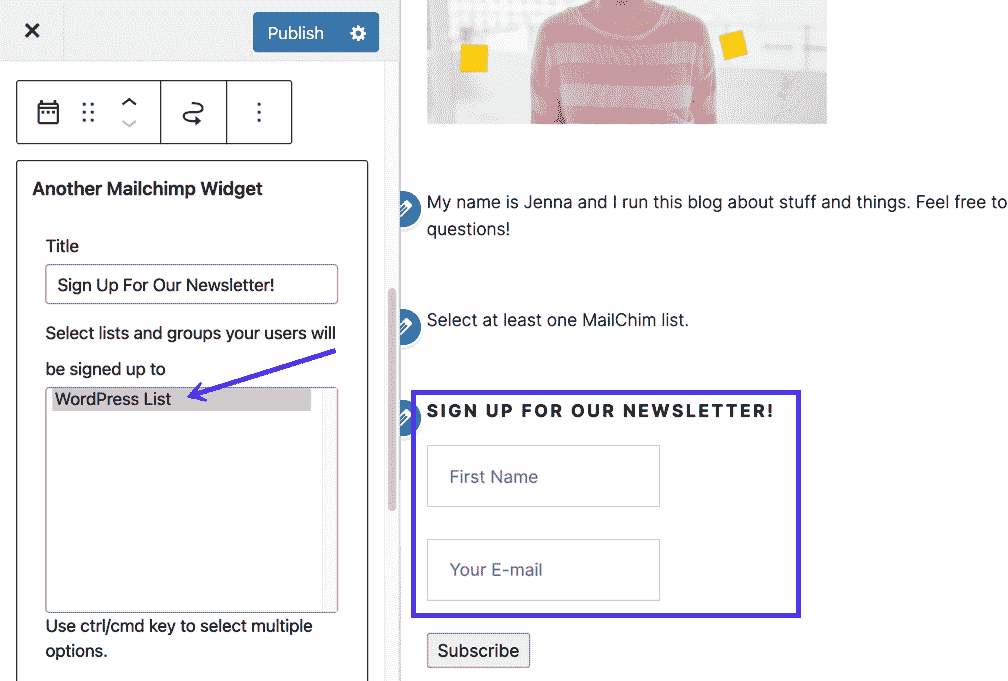 Publish
Another Mailchimp Widget
Title
Sign Up For Our Newsletter!
Select lists and groups your users will
be signed up to
WordPress List
Use ctrl/cmd key to select multiple
options.
My name is Jenna and I run this blog about stuff and things. Feel free to
questions!
Select at least one MailChim list.
SIGN UP FOR OUR NEWSLETTER!
First Name
Your E-mail
Subscribe